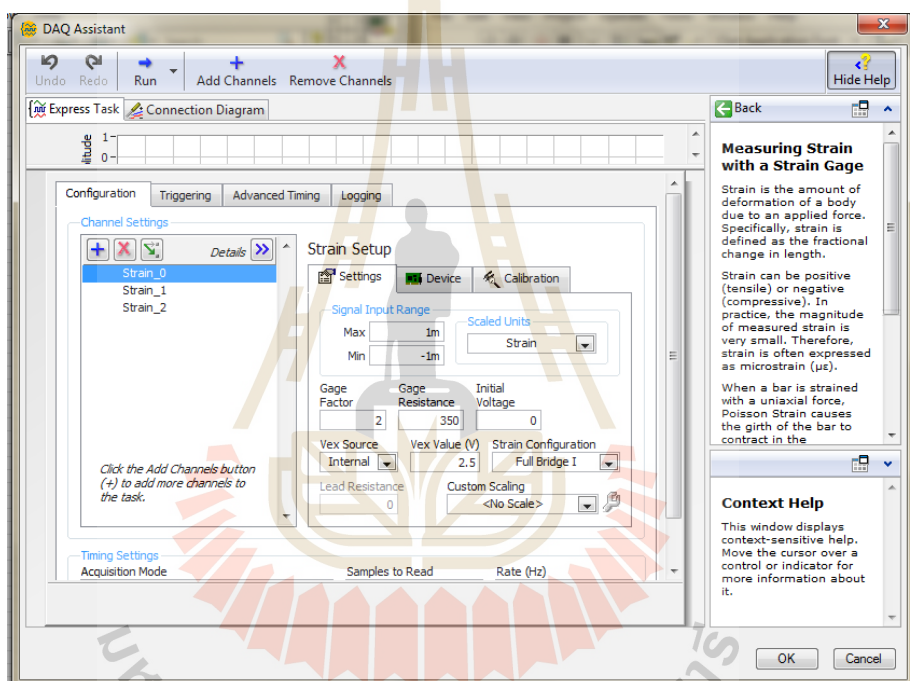 DAQ Assistant
Undo Redo Run Add Channels Remove Channels Hide Help
Express Task Connection Diagram
1
0
Configuration Triggering Advanced Timing Logging
Channel Settings
Details
Strain_0
Strain_1
Strain_2
Click the Add Channels button
(+) to add more channels to
the task.
Strain Setup
Settings Device Calibration
Signal Input Range
Max 1m
Min -1m
Scaled Units
Strain
Gage Factor Gage Resistance Initial Voltage
2 350 0
Vex Source Vex Value (V) Strain Configuration
Internal 2.5 Full Bridge I
Lead Resistance Custom Scaling
0 <No Scale>
Timing Settings
Acquisition Mode Samples to Read Rate (Hz)
Back
Measuring Strain
with a Strain Gage
Strain is the amount of
deformation of a body
due to an applied force.
Specifically, strain is
defined as the fractional
change in length.
Strain can be positive
(tensile) or negative
(compressive). In
practice, the magnitude
of measured strain is
very small. Therefore,
strain is often expressed
as microstrain (με).
When a bar is strained
with a uniaxial force,
Poisson Strain causes
the girth of the bar to
contract in the
Context Help
This window displays
context-sensitive help.
Move the cursor over a
control or indicator for
more information about
it.
OK Cancel